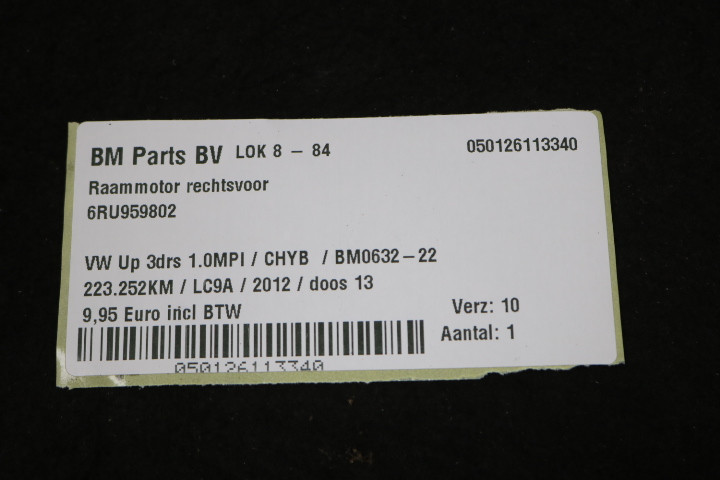 BM Parts BV LOK 8 – 84 050126113340
Raammotor rechtsvoor
6RU959802
VW Up 3drs 1.0MPI / CHYB / BM0632–22
223.252KM / LC9A / 2012 / doos 13
9,95 Euro incl BTW
Verz: 10
Aantal: 1
050126113340